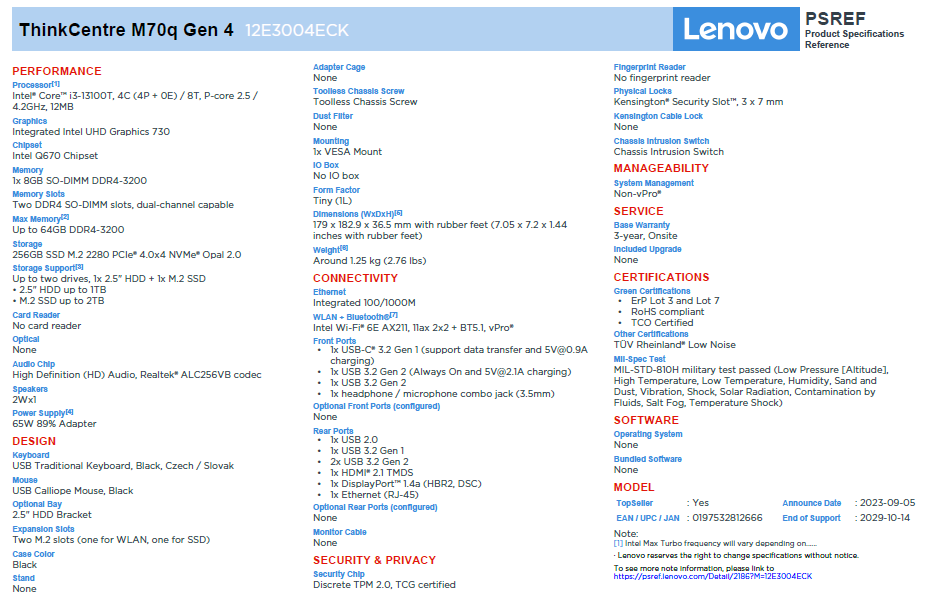 ThinkCentre M70q Gen 4 12E3004ECK
Lenovo
PSREF
Product Specifications
Reference
PERFORMANCE
Processor[1]
Intel® Core™ i3-13100T, 4C (4P + 0E) / 8T, P-core 2.5 /
4.2GHz, 12MB
Graphics
Integrated Intel UHD Graphics 730
Chipset
Intel Q670 Chipset
Memory
1x 8GB SO-DIMM DDR4-3200
Memory Slots
Two DDR4 SO-DIMM slots, dual-channel capable
Max Memory[2]
Up to 64GB DDR4-3200
Storage
256GB SSD M.2 2280 PCIe® 4.0x4 NVMe® Opal 2.0
Storage Support[3]
Up to two drives, 1x 2.5" HDD + 1x M.2 SSD
• 2.5" HDD up to 1TB
• M.2 SSD up to 2TB
Card Reader
No card reader
Optical
None
Audio Chip
High Definition (HD) Audio, Realtek® ALC256VB codec
Speakers
2Wx1
Power Supply[4]
65W 89% Adapter
DESIGN
Keyboard
USB Traditional Keyboard, Black, Czech / Slovak
Mouse
USB Calliope Mouse, Black
Optional Bay
2.5" HDD Bracket
Expansion Slots
Two M.2 slots (one for WLAN, one for SSD)
Case Color
Black
Stand
None
Adapter Cage
None
Toolless Chassis Screw
Toolless Chassis Screw
Dust Filter
None
Mounting
1x VESA Mount
IO Box
No IO box
Form Factor
Tiny (1L)
Dimensions (WxDxH)[5]
179 x 182.9 x 36.5 mm with rubber feet (7.05 x 7.2 x 1.44
inches with rubber feet)
Weight[6]
Around 1.25 kg (2.76 lbs)
CONNECTIVITY
Ethernet
Integrated 100/1000M
WLAN + Bluetooth®[7]
Intel Wi-Fi® 6E AX211, 11ax 2x2 + BT5.1, vPro®
Front Ports
• 1x USB-C® 3.2 Gen 1 (support data transfer and 5V@0.9A
charging)
• 1x USB 3.2 Gen 2 (Always On and 5V@2.1A charging)
• 1x USB 3.2 Gen 2
• 1x headphone / microphone combo jack (3.5mm)
Optional Front Ports (configured)
None
Rear Ports
• 1x USB 2.0
• 1x USB 3.2 Gen 1
• 2x USB 3.2 Gen 2
• 1x HDMI® 2.1 TMDS
• 1x DisplayPort™ 1.4a (HBR2, DSC)
• 1x Ethernet (RJ-45)
Optional Rear Ports (configured)
None
Monitor Cable
None
SECURITY & PRIVACY
Security Chip
Discrete TPM 2.0, TCG certified
Fingerprint Reader
No fingerprint reader
Physical Locks
Kensington® Security Slot™, 3 x 7 mm
Kensington Cable Lock
None
Chassis Intrusion Switch
Chassis Intrusion Switch
MANAGEABILITY
System Management
Non-vPro®
SERVICE
Base Warranty
3-year, Onsite
Included Upgrade
None
CERTIFICATIONS
Green Certifications
• ErP Lot 3 and Lot 7
• RoHS compliant
• TCO Certified
Other Certifications
TÜV Rheinland® Low Noise
Mil-Spec Test
MIL-STD-810H military test passed (Low Pressure [Altitude],
High Temperature, Low Temperature, Humidity, Sand and
Dust, Vibration, Shock, Solar Radiation, Contamination by
Fluids, Salt Fog, Temperature Shock)
SOFTWARE
Operating System
None
Bundled Software
None
MODEL
TopSeller : Yes Announce Date : 2023-09-05
EAN / UPC / JAN : 0197532812666 End of Support : 2029-10-14
Note:
[1] Intel Max Turbo frequency will vary depending on......
· Lenovo reserves the right to change specifications without notice.
To see more note information, please link to
https://psref.lenovo.com/Detail/2186?M=12E3004ECK